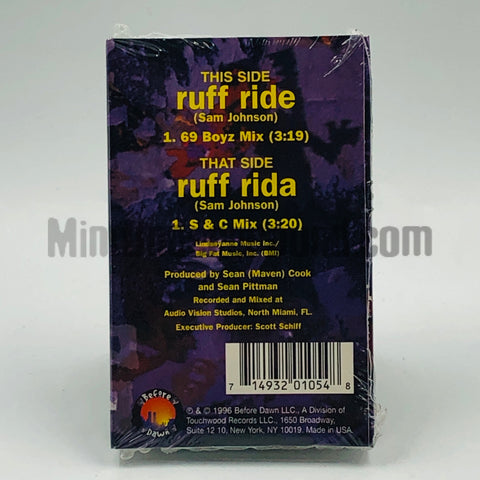 THIS SIDE
ruff ride
(Sam Johnson)
1. 69 Boyz Mix (3:19)
THAT SIDE
ruff rida
(Sam Johnson)
1. S & C Mix (3:20)
Lindseyanne Music Inc./
Big Fat Music, Inc. (BMI)
Produced by Sean (Maven) Cook
and Sean Pittman
Recorded and Mixed at
Audio Vision Studios, North Miami, FL.
Executive Producer: Scott Schiff
7 14932 01054 8
Before
Dawn
℗ & © 1996 Before Dawn LLC., A Division of
Touchwood Records LLC., 1650 Broadway,
Suite 12 10, New York, NY 10019. Made in USA